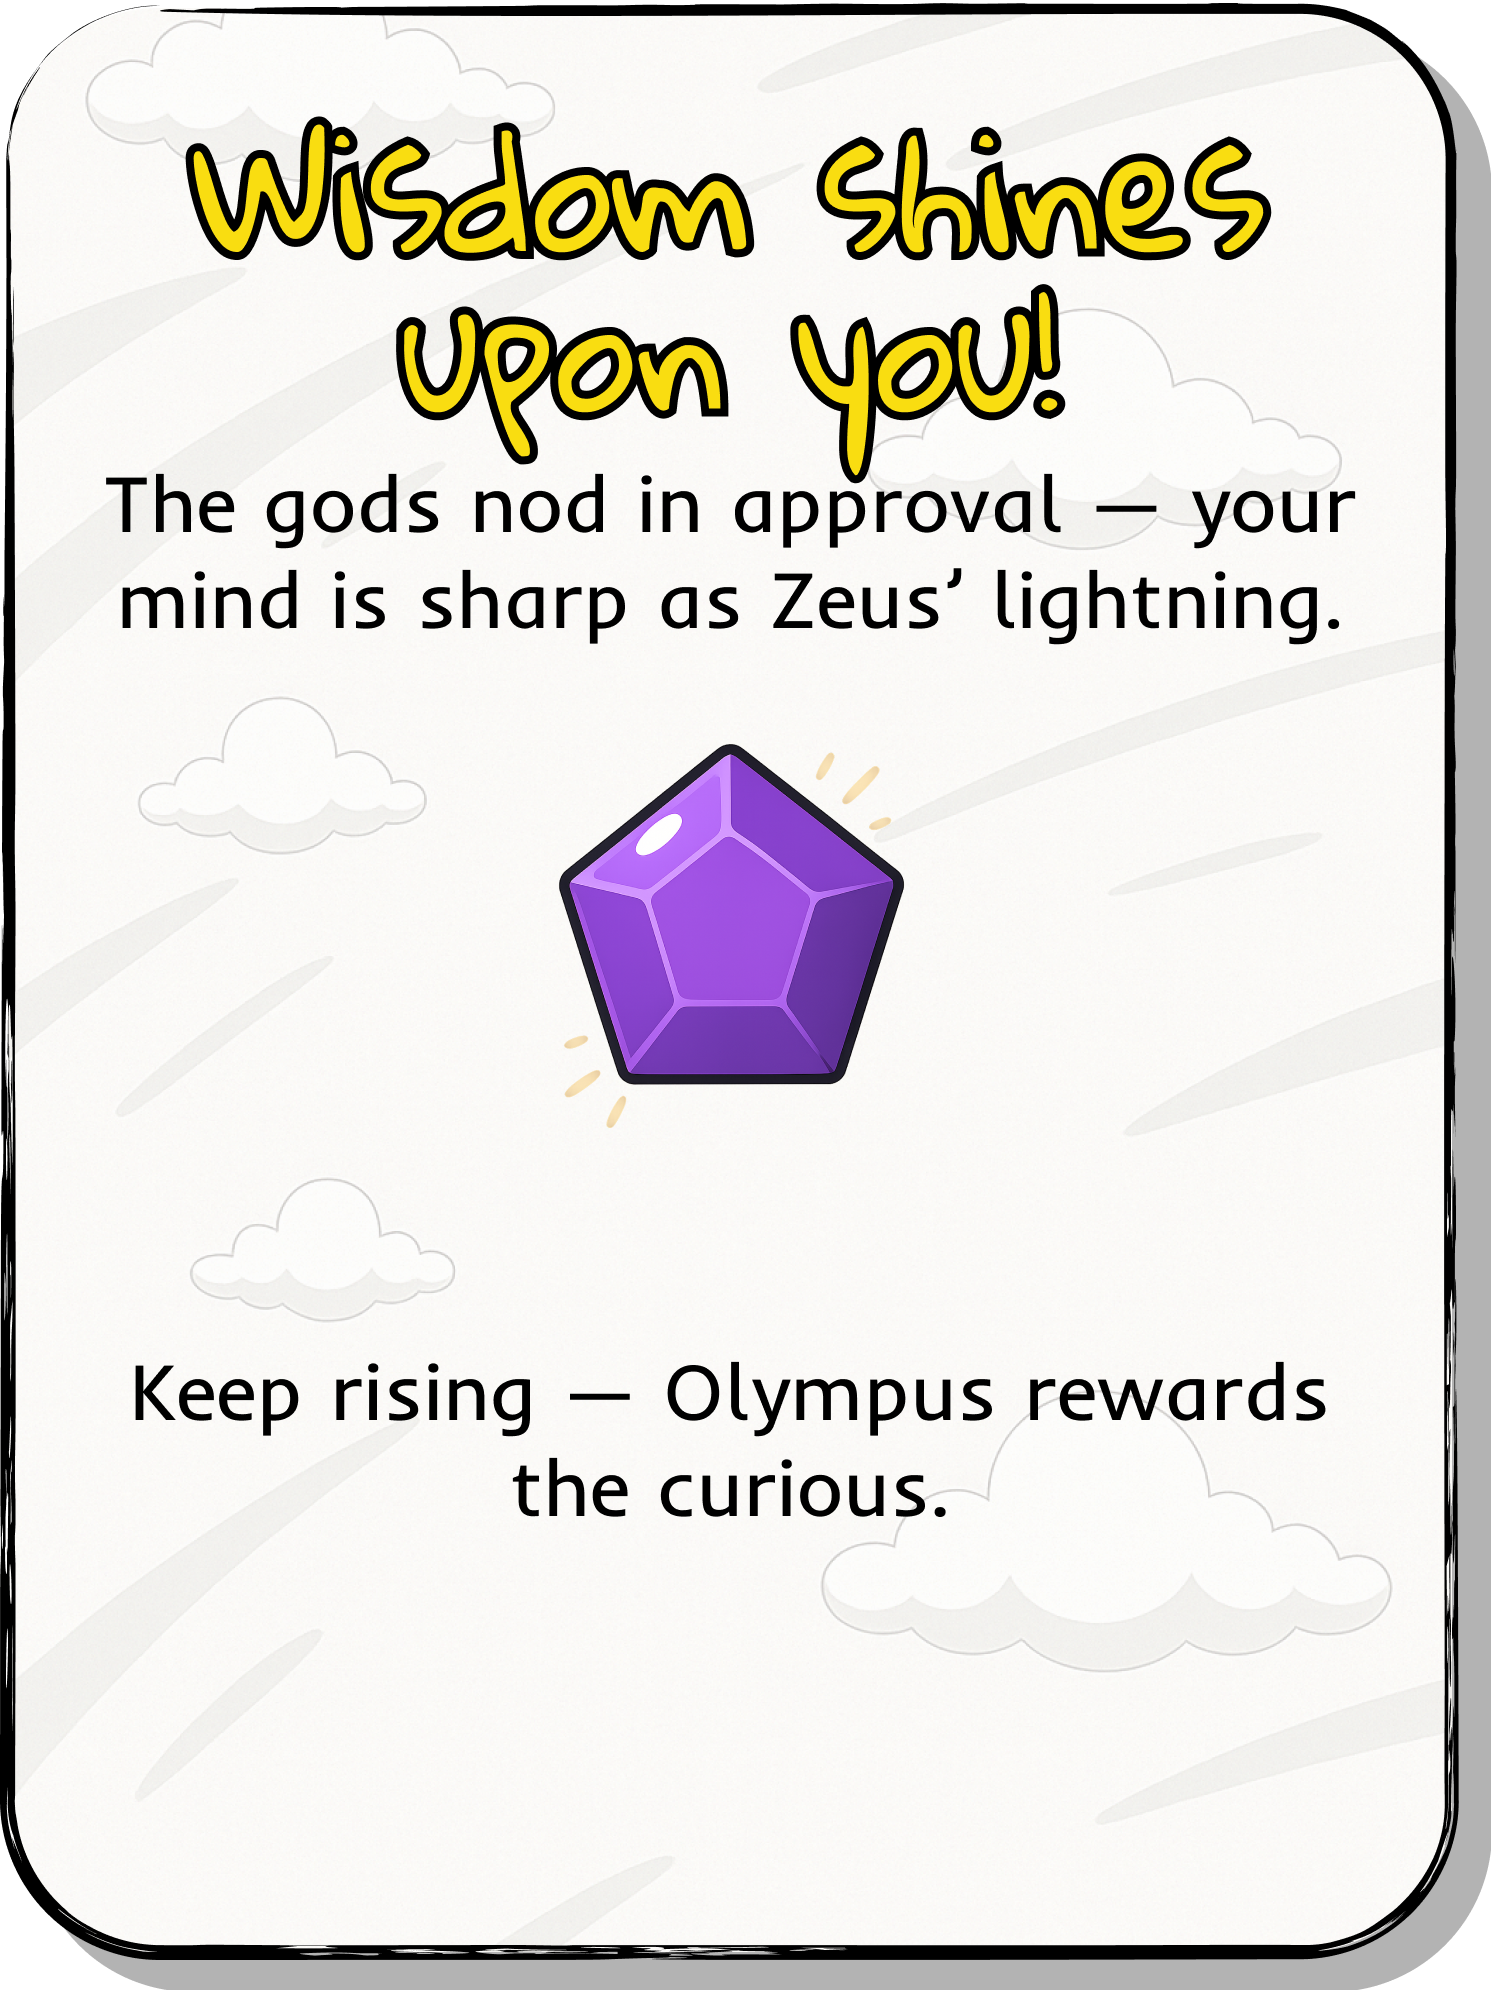 Wisdom Shines
upon you!
The gods nod in approval — your
mind is sharp as Zeus’ lightning.
Keep rising — Olympus rewards
the curious.